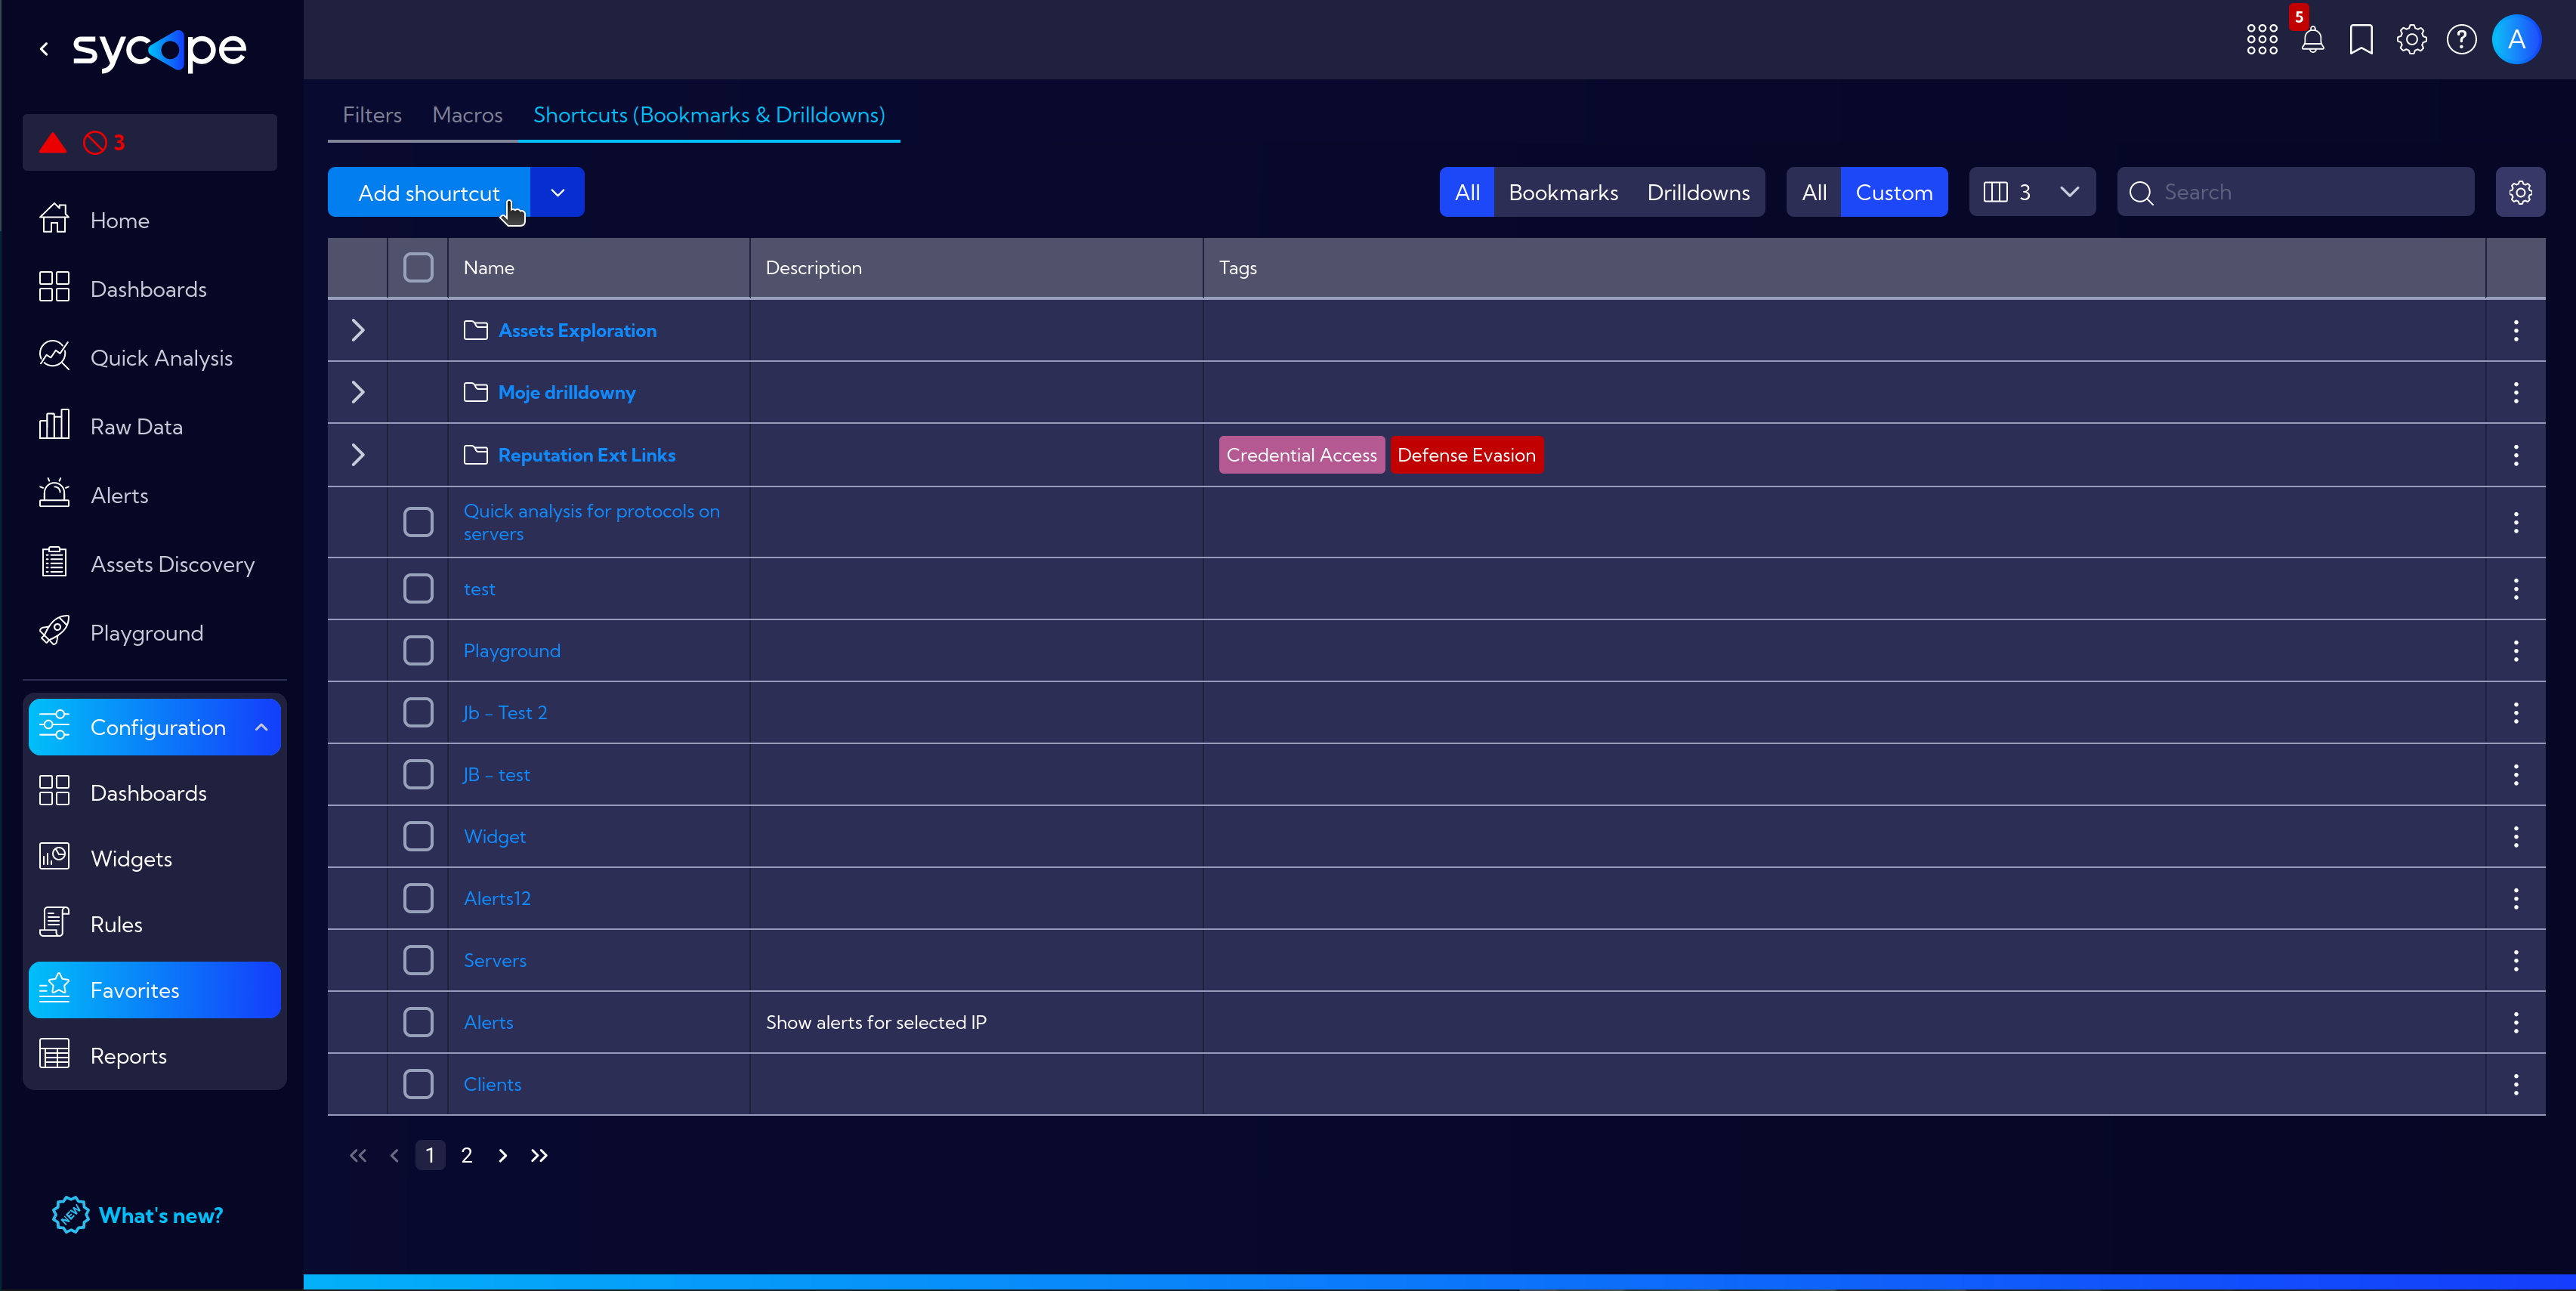 sycope
5
A
3
Home
Dashboards
Quick Analysis
Raw Data
Alerts
Assets Discovery
Playground
Configuration
Dashboards
Widgets
Rules
Favorites
Reports
NEW What's new?
Filters Macros Shortcuts (Bookmarks & Drilldowns)
Add shourtcut
All Bookmarks Drilldowns
All Custom
3
Search
Name Description Tags
Assets Exploration
Moje drilldowny
Reputation Ext Links Credential Access Defense Evasion
Quick analysis for protocols on
servers
test
Playground
Jb - Test 2
JB - test
Widget
Alerts12
Servers
Alerts Show alerts for selected IP
Clients
1 2